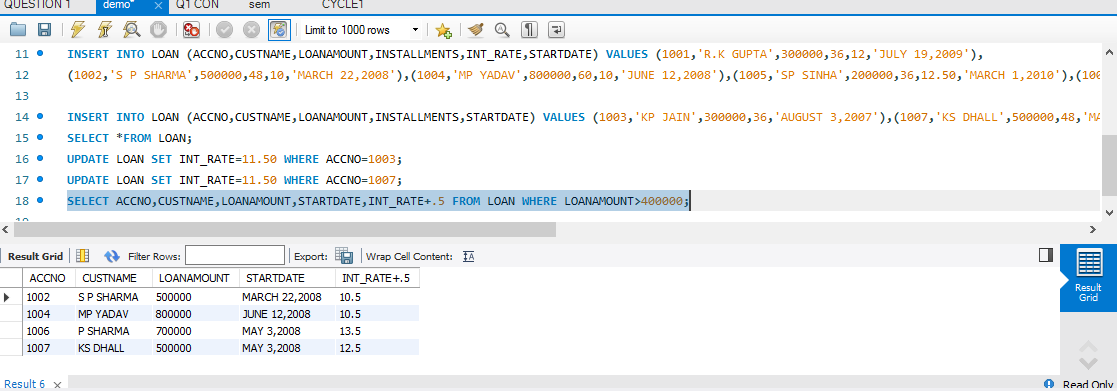 QUESTION 1 demo* Q1 CON sem CYCLE1
Limit to 1000 rows
11 INSERT INTO LOAN (ACCNO,CUSTNAME,LOANAMOUNT,INSTALLMENTS,INT_RATE,STARTDATE) VALUES (1001,'R.K GUPTA',300000,36,12,'JULY 19,2009'),
12 (1002,'S P SHARMA',500000,48,10,'MARCH 22,2008'),(1004,'MP YADAV',800000,60,10,'JUNE 12,2008'),(1005,'SP SINHA',200000,36,12.50,'MARCH 1,2010'),(100
13
14 INSERT INTO LOAN (ACCNO,CUSTNAME,LOANAMOUNT,INSTALLMENTS,STARTDATE) VALUES (1003,'KP JAIN',300000,36,'AUGUST 3,2007'),(1007,'KS DHALL',500000,48,'MA
15 SELECT *FROM LOAN;
16 UPDATE LOAN SET INT_RATE=11.50 WHERE ACCNO=1003;
17 UPDATE LOAN SET INT_RATE=11.50 WHERE ACCNO=1007;
18 SELECT ACCNO,CUSTNAME,LOANAMOUNT,STARTDATE,INT_RATE+.5 FROM LOAN WHERE LOANAMOUNT>400000;
Result Grid Filter Rows: Export: Wrap Cell Content:
ACCNO CUSTNAME LOANAMOUNT STARTDATE INT_RATE+.5
1002 S P SHARMA 500000 MARCH 22,2008 10.5
1004 MP YADAV 800000 JUNE 12,2008 10.5
1006 P SHARMA 700000 MAY 3,2008 13.5
1007 KS DHALL 500000 MAY 3,2008 12.5
Result
Grid
Result 6 Read Only